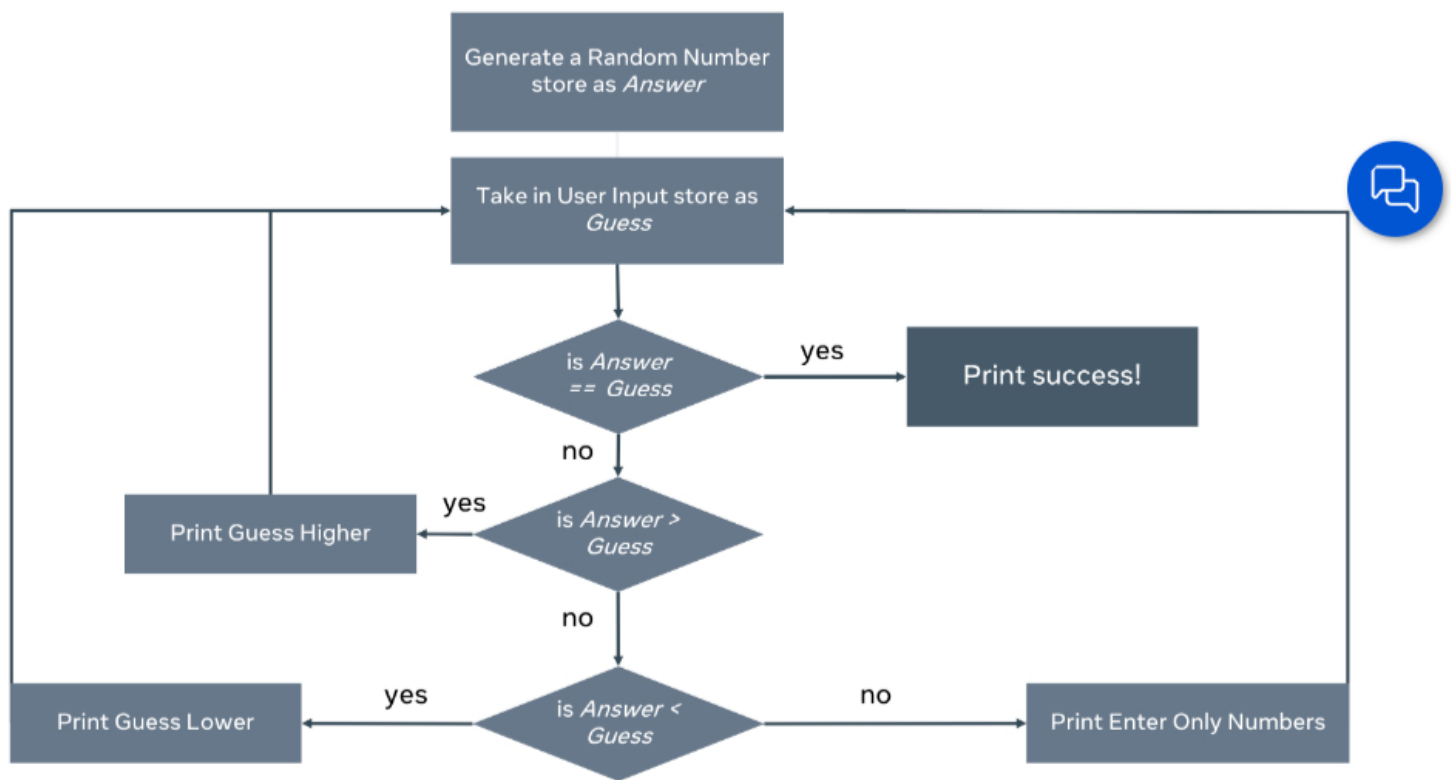 Generate a Random Number
store as Answer
Take in User Input store as
Guess
is Answer
== Guess
yes
Print success!
no
Print Guess Higher
yes
is Answer >
Guess
no
Print Guess Lower
yes
is Answer <
Guess
no
Print Enter Only Numbers